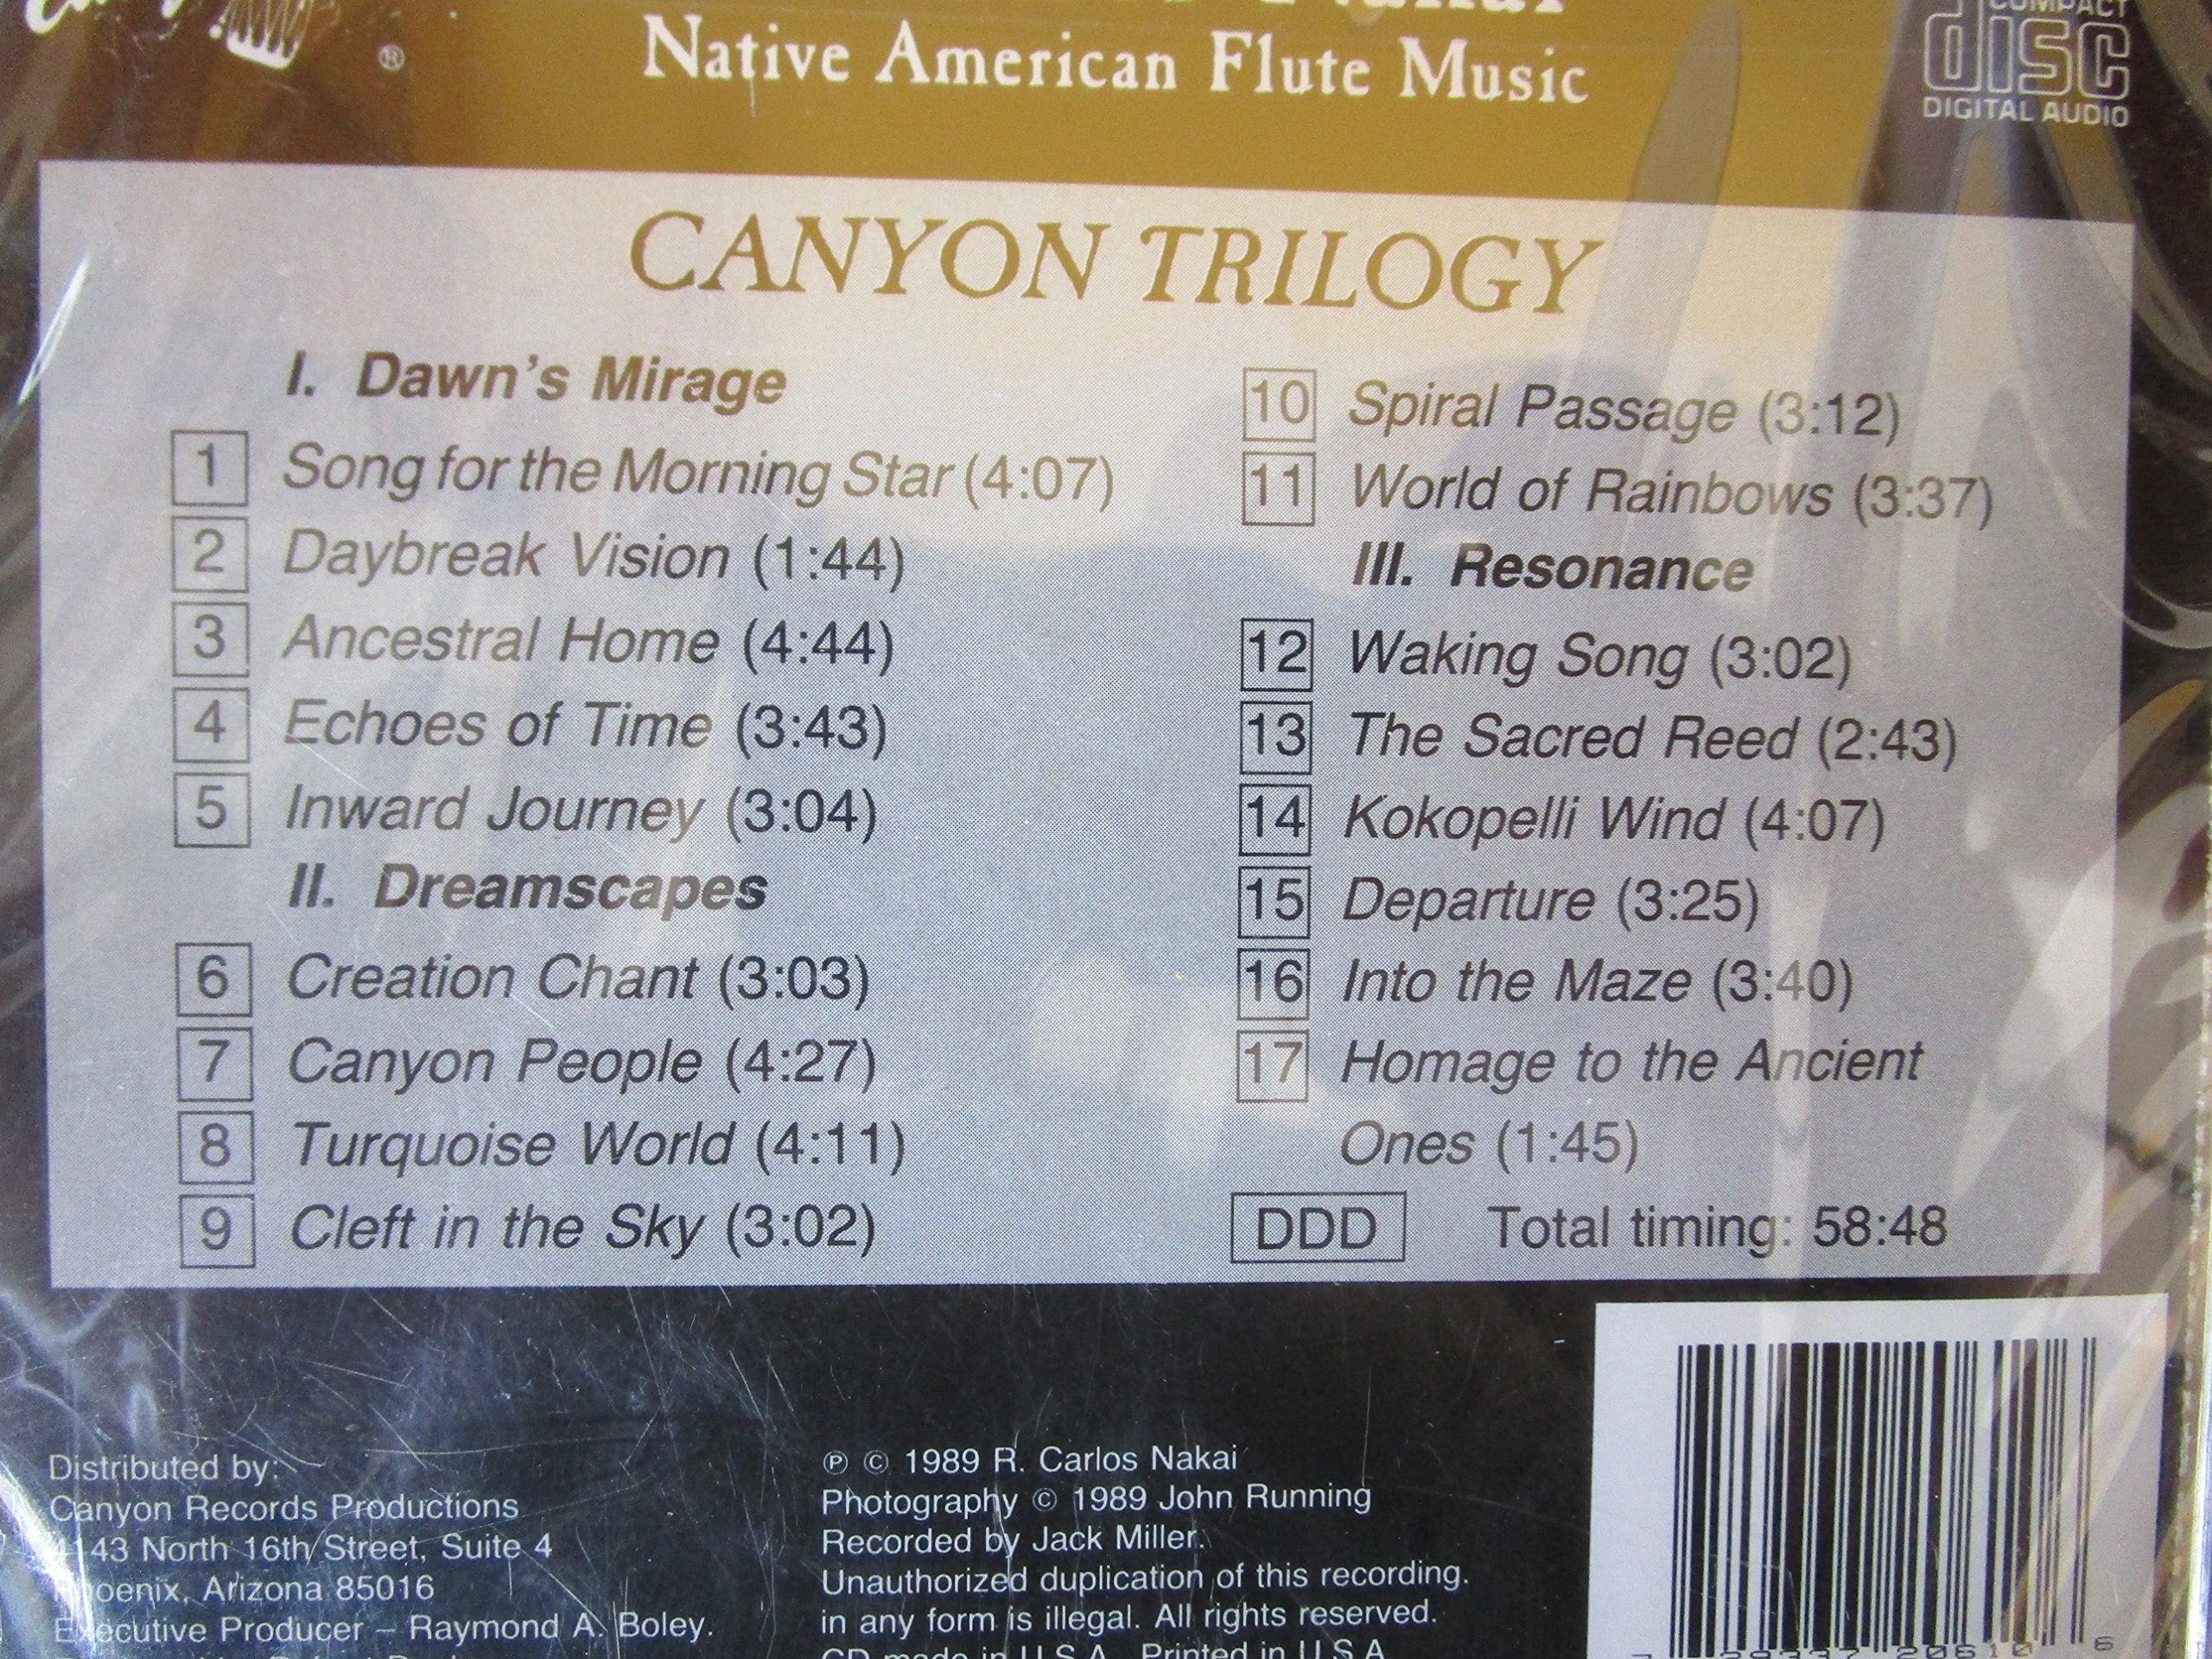 ®
Native American Flute Music
COMPACT
disc
DIGITAL AUDIO
CANYON TRILOGY
I. Dawn's Mirage
1 Song for the Morning Star (4:07)
2 Daybreak Vision (1:44)
3 Ancestral Home (4:44)
4 Echoes of Time (3:43)
5 Inward Journey (3:04)
II. Dreamscapes
6 Creation Chant (3:03)
7 Canyon People (4:27)
8 Turquoise World (4:11)
9 Cleft in the Sky (3:02)
10 Spiral Passage (3:12)
11 World of Rainbows (3:37)
III. Resonance
12 Waking Song (3:02)
13 The Sacred Reed (2:43)
14 Kokopelli Wind (4:07)
15 Departure (3:25)
16 Into the Maze (3:40)
17 Homage to the Ancient
Ones (1:45)
DDD Total timing: 58:48
Distributed by:
Canyon Records Productions
4143 North 16th Street, Suite 4
Phoenix, Arizona 85016
Executive Producer – Raymond A. Boley.
℗ © 1989 R. Carlos Nakai
Photography © 1989 John Running
Recorded by Jack Miller.
Unauthorized duplication of this recording.
in any form is illegal. All rights reserved.
CD made in U.S.A. Printed in U.S.A.
6